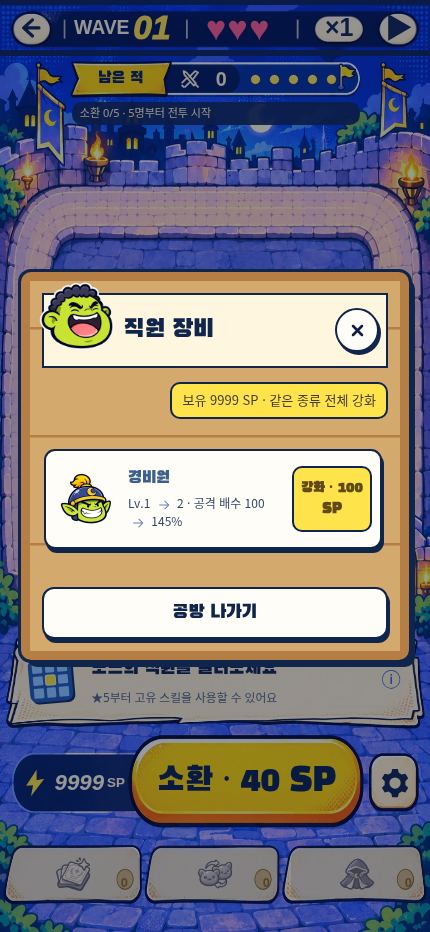 WAVE 01
×1
남은 적
0
소환 0/5 · 5명부터 전투 시작
직원 장비
보유 9999 SP · 같은 종류 전체 강화
경비원
Lv.1 → 2 · 공격 배수 100
→ 145%
강화 · 100
SP
공방 나가기
★5부터 고유 스킬을 사용할 수 있어요
9999 SP
소환 · 40 SP
0
0
0